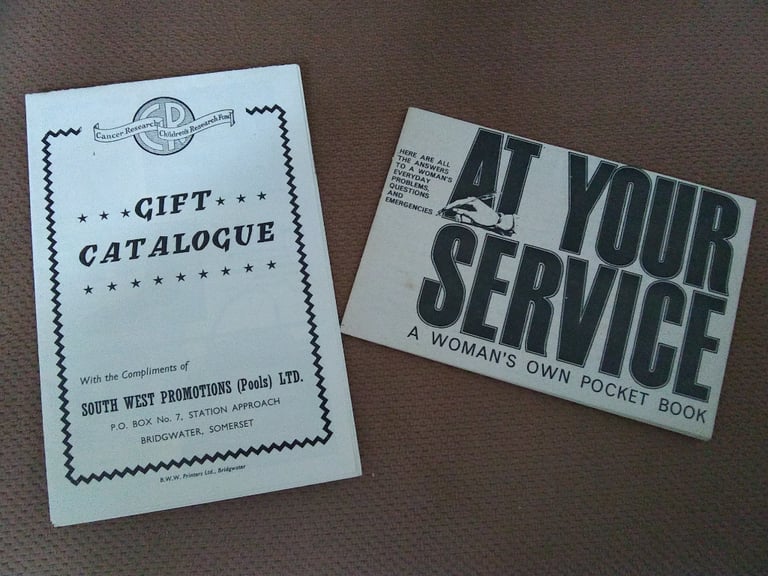 Cancer Research Children's Research Fund
CR
GIFT
CATALOGUE
With the Compliments of
SOUTH WEST PROMOTIONS (Pools) LTD.
P.O. BOX No. 7, STATION APPROACH
BRIDGWATER, SOMERSET
B.W.W. Printers Ltd., Bridgwater
HERE ARE ALL
THE ANSWERS
TO A WOMAN'S
EVERYDAY
PROBLEMS,
QUESTIONS
AND
EMERGENCIES
AT YOUR
SERVICE
A WOMAN'S OWN POCKET BOOK